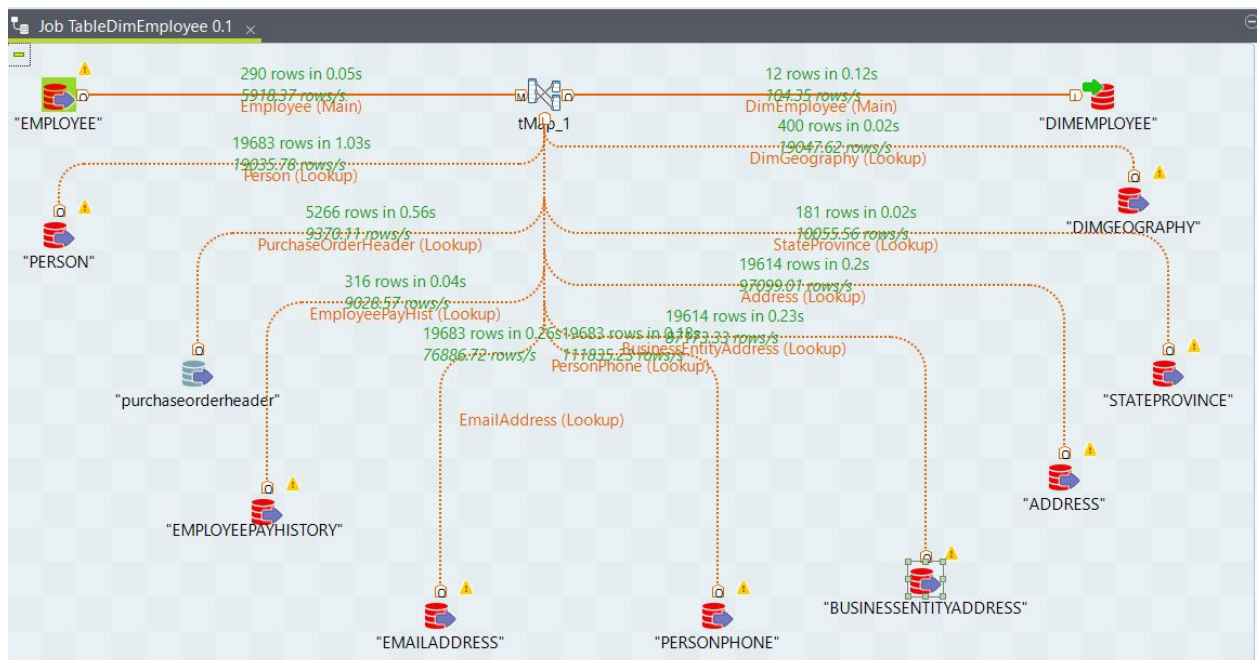 Job TableDimEmployee 0.1
290 rows in 0.05s
5918.37 rows/s
Employee (Main)
12 rows in 0.12s
104.35 rows/s
DimEmployee (Main)
"EMPLOYEE"
tMap_1
"DIMEMPLOYEE"
19683 rows in 1.03s
19035.78 rows/s
Person (Lookup)
400 rows in 0.02s
19047.62 rows/s
DimGeography (Lookup)
"PERSON"
"DIMGEOGRAPHY"
5266 rows in 0.56s
9370.11 rows/s
PurchaseOrderHeader (Lookup)
181 rows in 0.02s
10055.56 rows/s
StateProvince (Lookup)
316 rows in 0.04s
9028.57 rows/s
EmployeePayHist (Lookup)
19614 rows in 0.2s
97099.01 rows/s
Address (Lookup)
19683 rows in 0.26s
76886.72 rows/s
19683 rows in 0.18s
111835.23 rows/s
PersonPhone (Lookup)
19614 rows in 0.23s
87173.33 rows/s
BusinessEntityAddress (Lookup)
EmailAddress (Lookup)
"purchaseorderheader"
"STATEPROVINCE"
"EMPLOYEEPAYHISTORY"
"ADDRESS"
"EMAILADDRESS"
"PERSONPHONE"
"BUSINESSENTITYADDRESS"